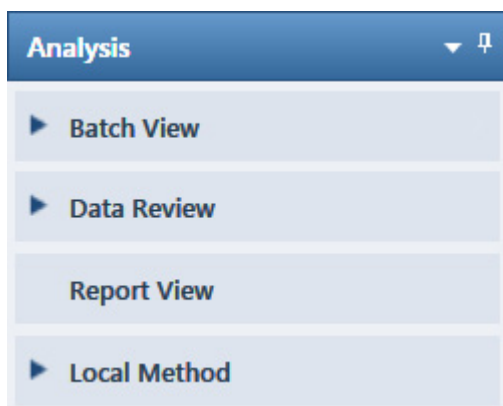 Analysis
Batch View
Data Review
Report View
Local Method